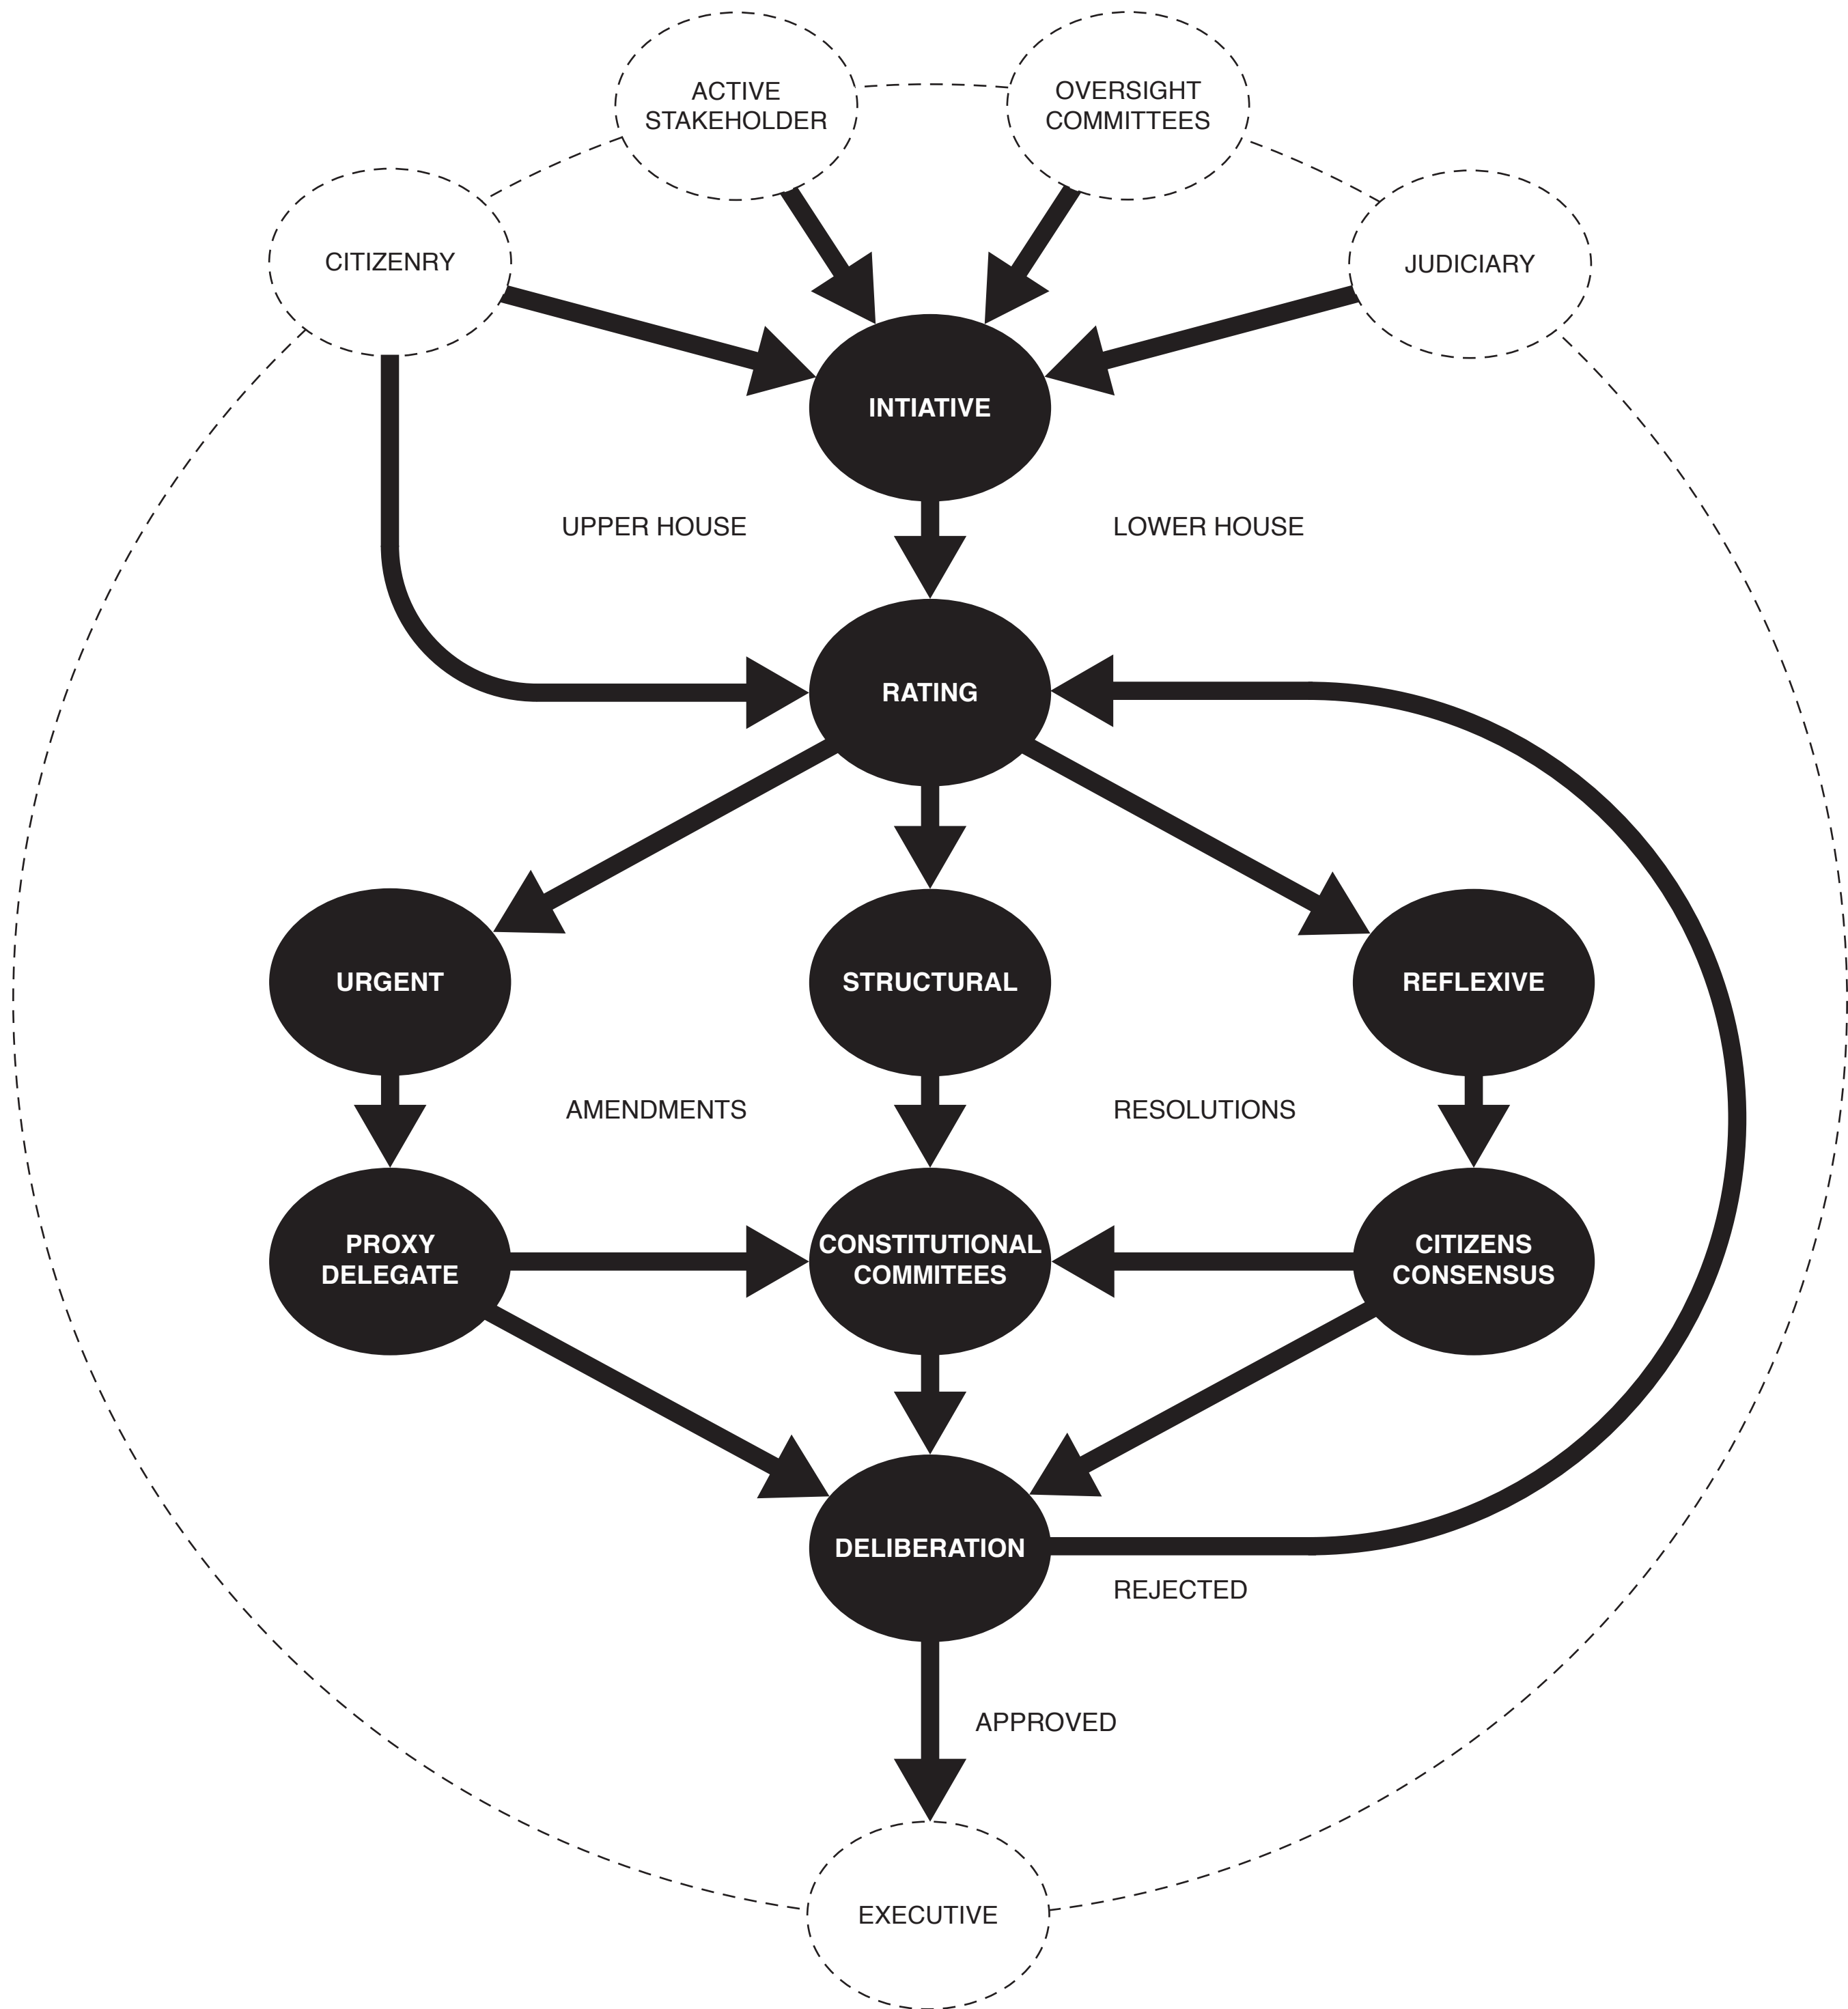 ACTIVE
STAKEHOLDER
OVERSIGHT
COMMITTEES
CITIZENRY
JUDICIARY
INTIATIVE
UPPER HOUSE
LOWER HOUSE
RATING
URGENT
STRUCTURAL
REFLEXIVE
AMENDMENTS
RESOLUTIONS
PROXY
DELEGATE
CONSTITUTIONAL
COMMITEES
CITIZENS
CONSENSUS
DELIBERATION
REJECTED
APPROVED
EXECUTIVE